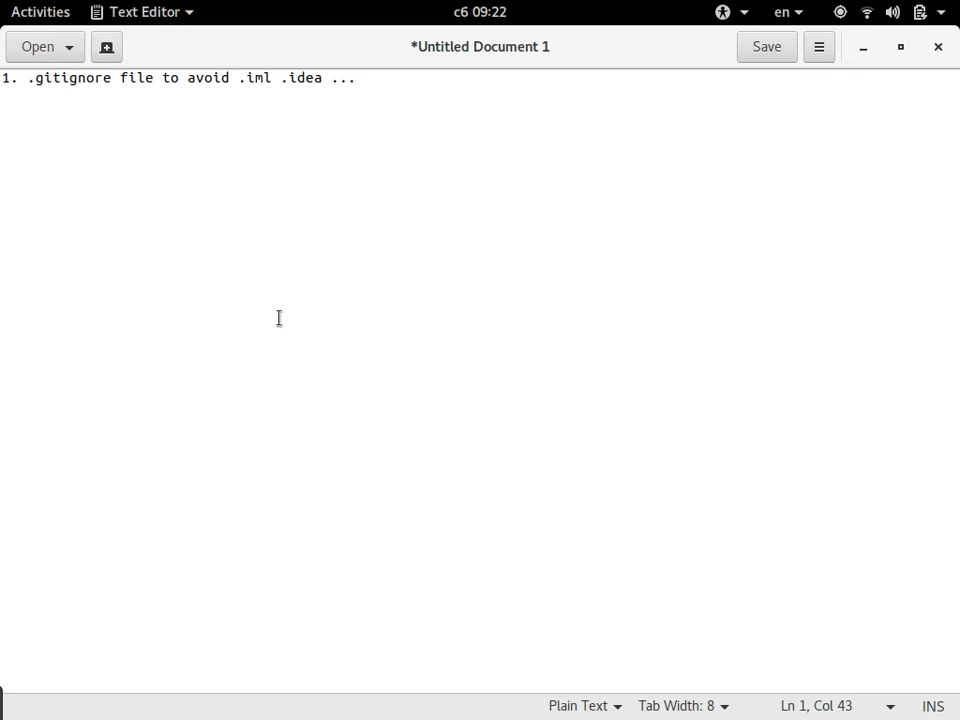 Activities Text Editor сб 09:22 en
Open *Untitled Document 1 Save
1. .gitignore file to avoid .iml .idea ...
Plain Text Tab Width: 8 Ln 1, Col 43 INS